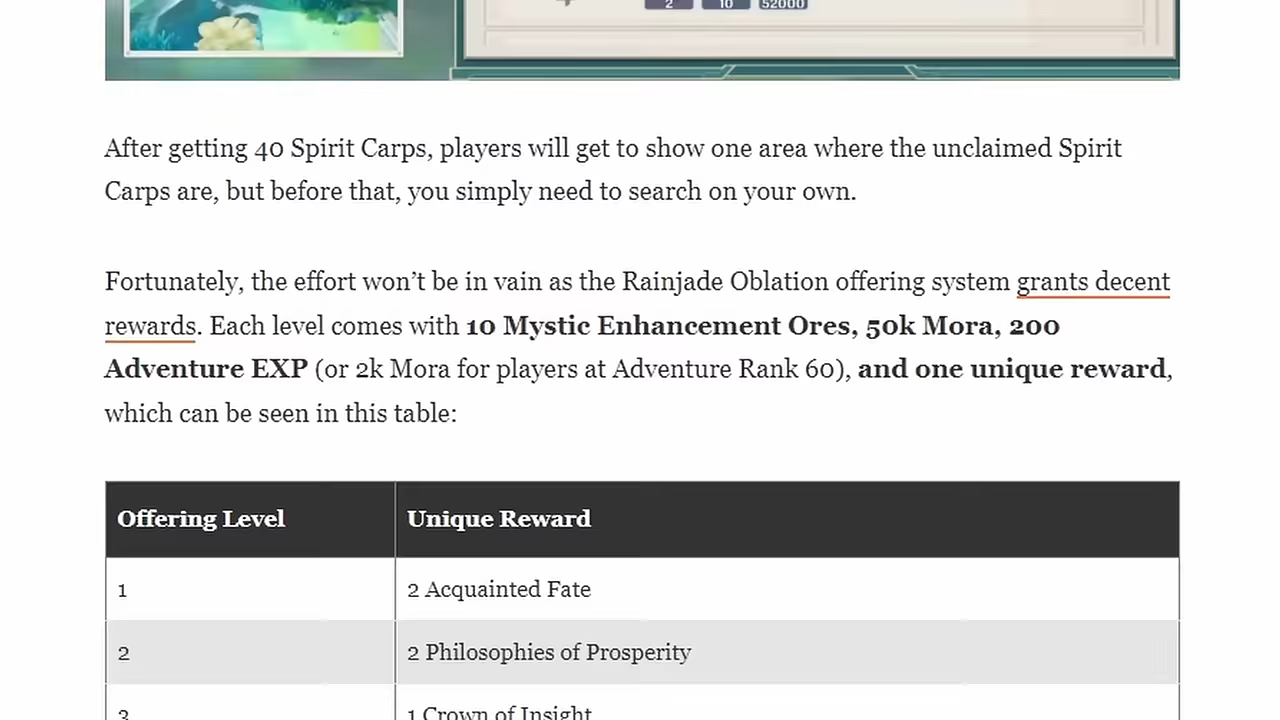 2 10 52000
After getting 40 Spirit Carps, players will get to show one area where the unclaimed Spirit
Carps are, but before that, you simply need to search on your own.
Fortunately, the effort won’t be in vain as the Rainjade Oblation offering system grants decent
rewards. Each level comes with 10 Mystic Enhancement Ores, 50k Mora, 200
Adventure EXP (or 2k Mora for players at Adventure Rank 60), and one unique reward,
which can be seen in this table:
Offering Level Unique Reward
1 2 Acquainted Fate
2 2 Philosophies of Prosperity
3 1 Crown of Insight